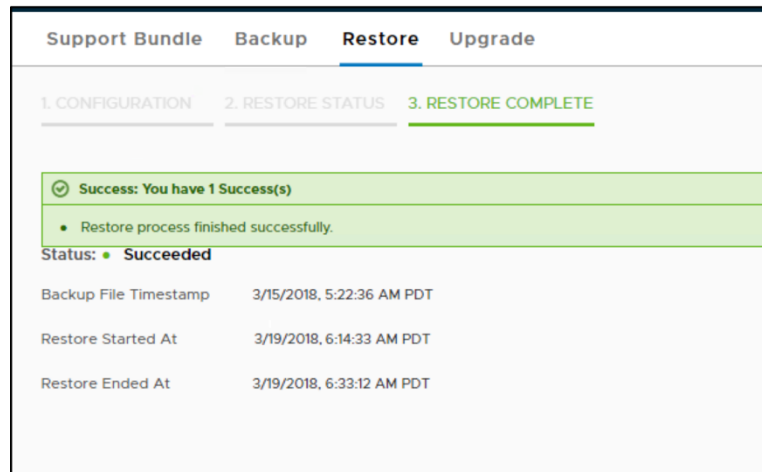 Support Bundle Backup Restore Upgrade
1. CONFIGURATION 2. RESTORE STATUS 3. RESTORE COMPLETE
Success: You have 1 Success(s)
• Restore process finished successfully.
Status: • Succeeded
Backup File Timestamp 3/15/2018, 5:22:36 AM PDT
Restore Started At 3/19/2018, 6:14:33 AM PDT
Restore Ended At 3/19/2018, 6:33:12 AM PDT